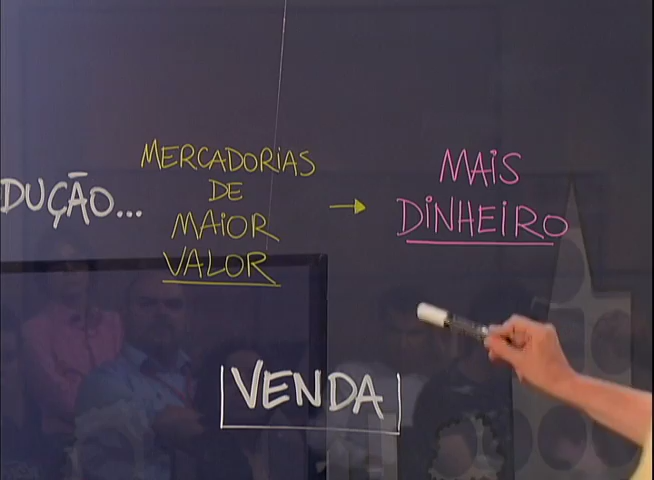 DUÇÃO...
MERCADORIAS
DE
MAIOR
VALOR
→
MAIS
DINHEIRO
VENDA